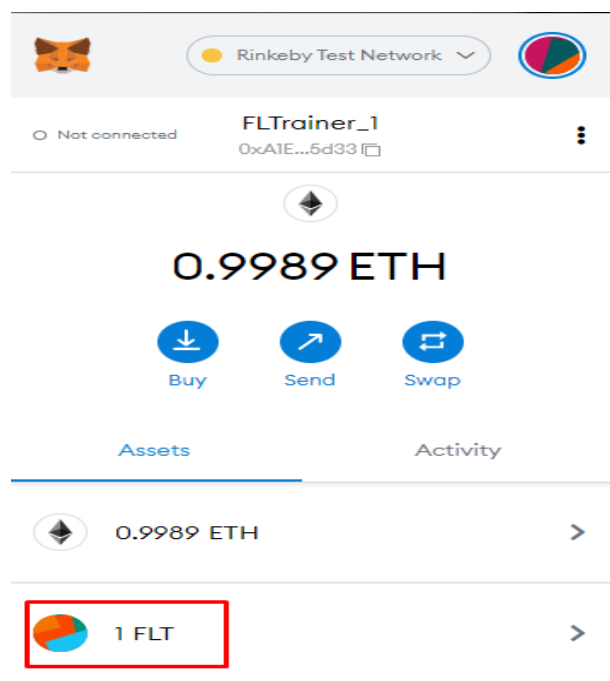 Rinkeby Test Network
Not connected
FLTrainer_1
0xA1E...5d33
0.9989 ETH
Buy Send Swap
Assets Activity
0.9989 ETH
1 FLT